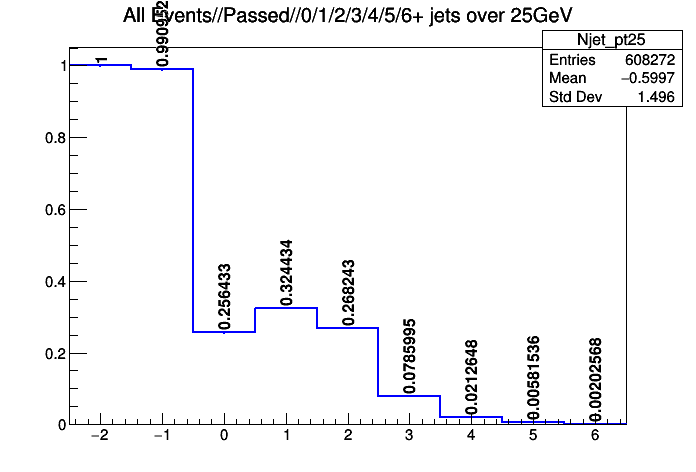 All Events//Passed//0/1/2/3/4/5/6+ jets over 25GeV
Njet_pt25
Entries 608272
Mean −0.5997
Std Dev 1.496
1
0.8
0.6
0.4
0.2
0
1
0.990952
0.256433
0.324434
0.268243
0.0785995
0.0212648
0.00581536
0.00202568
−2 −1 0 1 2 3 4 5 6